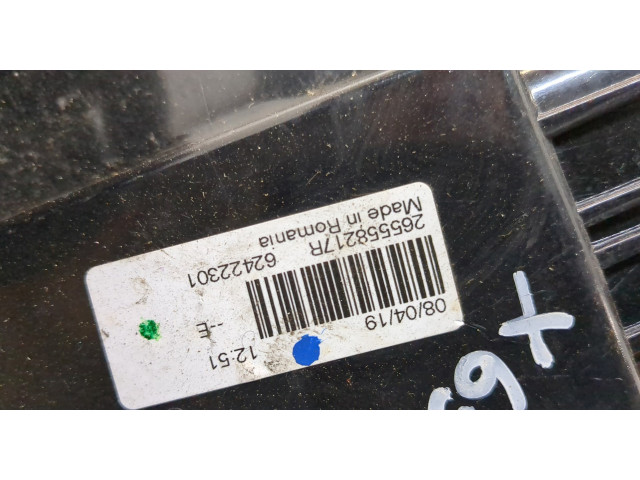 08/04/19 12:51
--E
265558217R 62422301
Made in Romania